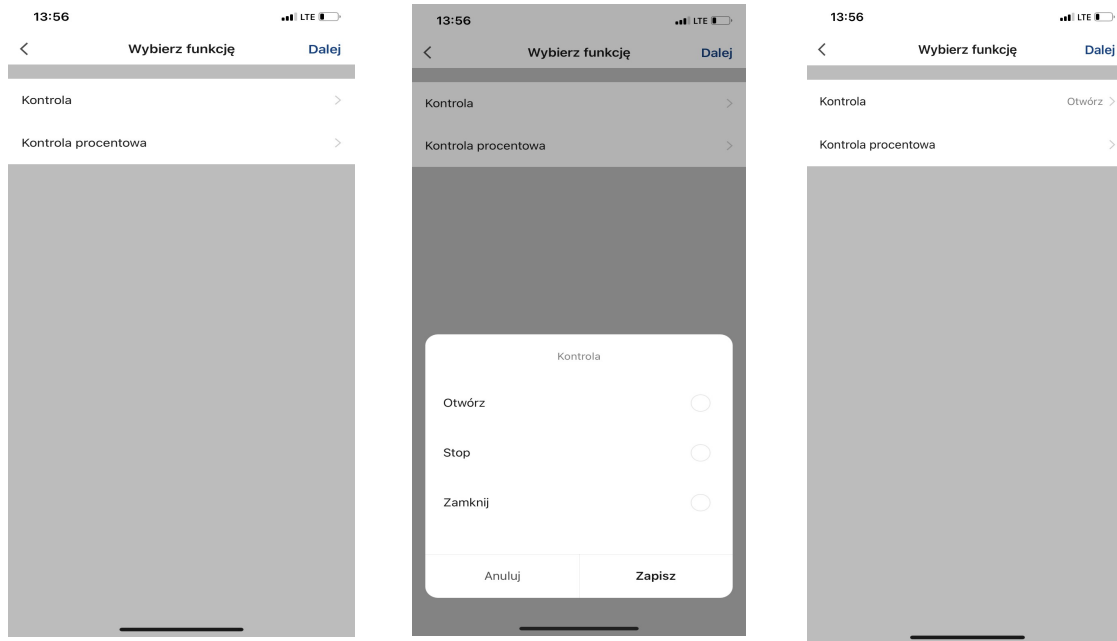 13:56 LTE
Wybierz funkcję Dalej
Kontrola
Kontrola procentowa
13:56 LTE
Wybierz funkcję Dalej
Kontrola
Kontrola procentowa
Kontrola
Otwórz
Stop
Zamknij
Anuluj Zapisz
13:56 LTE
Wybierz funkcję Dalej
Kontrola Otwórz
Kontrola procentowa